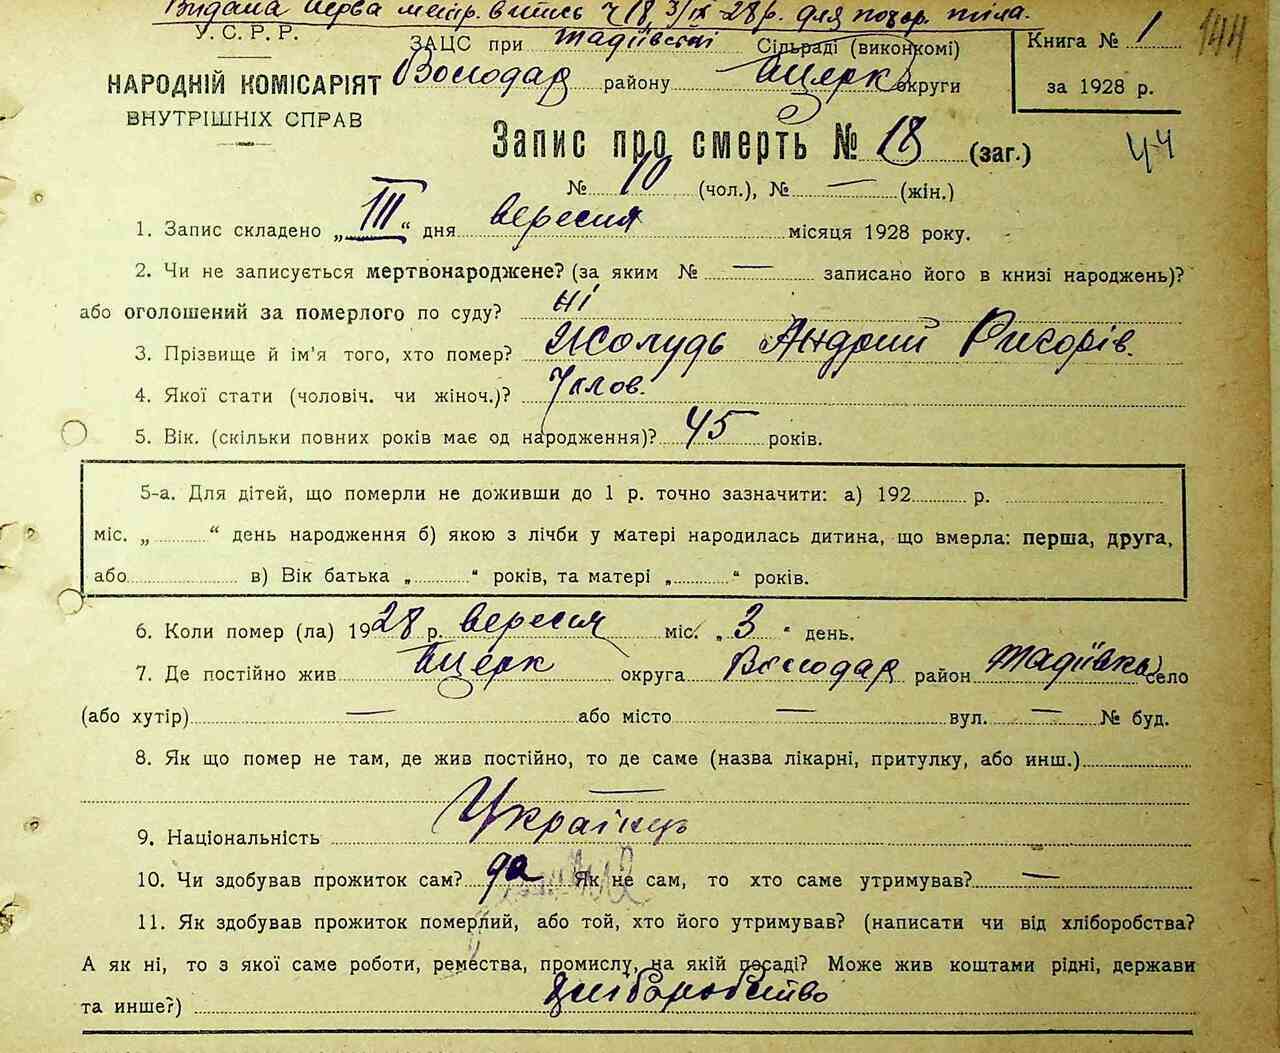 Видана перва ... випись ч 18, 3/IX-28 р. для похор. тіла.
У. С. Р. Р.
ЗАЦС при Тадіївській Сільраді (виконкомі)
Книга № 1
144
НАРОДНІЙ КОМІСАРІЯТ
Володар району Бцерк округи
за 1928 р.
ВНУТРІШНІХ СПРАВ
Запис про смерть № 18 (заг.)
44
№ 10 (чол.), № — (жін.)
1. Запис складено „III“ дня вересня місяця 1928 року.
2. Чи не записується мертвонароджене? (за яким № — записано його в книзі народжень)?
або оголошений за померлого по суду? ні
3. Прізвище й ім'я того, хто помер? Жолудь Андрий Григорів.
4. Якої стати (чоловіч. чи жіноч.)? Чолов.
5. Вік. (скільки повних років має од народження)? 45 років.
5-а. Для дітей, що померли не доживши до 1 р. точно зазначити: а) 192 р.
міс. „ “ день народження б) якою з лічби у матері народилась дитина, що вмерла: перша, друга,
або в) Вік батька „ “ років, та матері „ “ років.
6. Коли помер (ла) 1928 р. вересня міс. „ 3 “ день.
7. Де постійно жив Бцерк округа Володар район Тадіївка село
(або хутір) — або місто — вул. — № буд.
8. Як що помер не там, де жив постійно, то де саме (назва лікарні, притулку, або инш.)
—
9. Національність Українець
10. Чи здобував прожиток сам? да Як не сам, то хто саме утримував? —
11. Як здобував прожиток померлий, або той, хто його утримував? (написати чи від хліборобства?
А як ні, то з якої саме роботи, ремества, промислу, на якій посаді? Може жив коштами рідні, держави
та инше?) Хліборобство